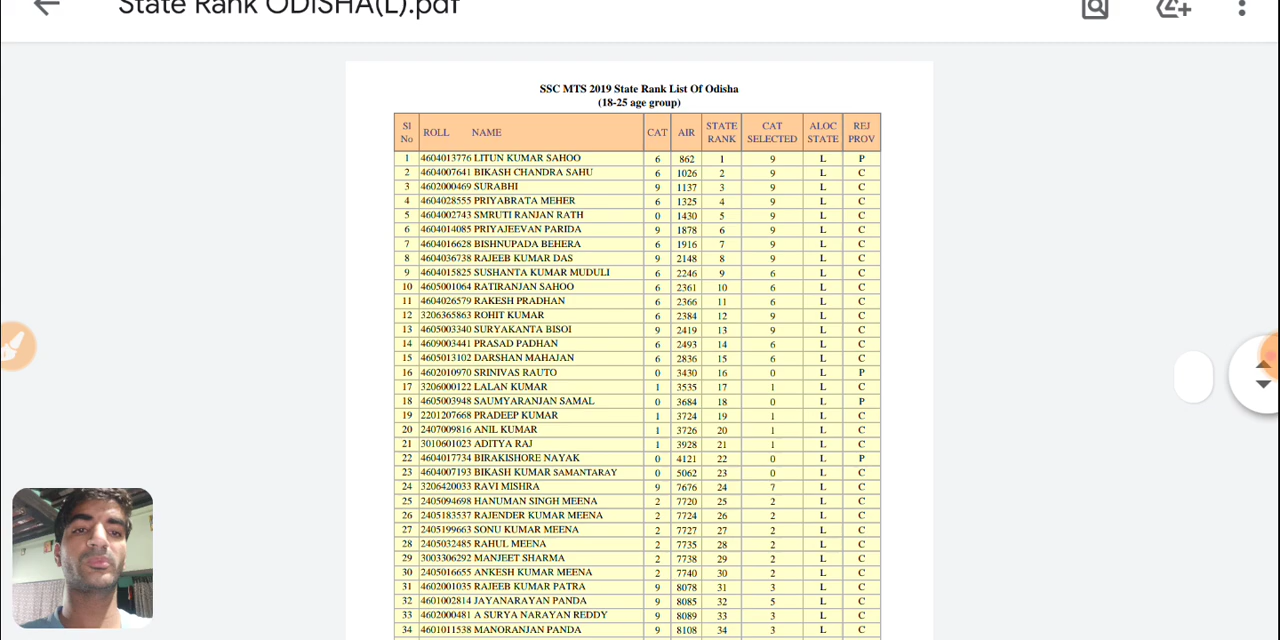 State Rank ODISHA(L).pdf
SSC MTS 2019 State Rank List Of Odisha
(18-25 age group)
Sl No ROLL NAME CAT AIR STATE RANK CAT SELECTED ALOC STATE REJ PROV
1 4604013776 LITUN KUMAR SAHOO 6 862 1 9 L P
2 4604007641 BIKASH CHANDRA SAHU 6 1026 2 9 L C
3 4602000469 SURABHI 9 1137 3 9 L C
4 4604028555 PRIYABRATA MEHER 6 1325 4 9 L C
5 4604002743 SMRUTI RANJAN RATH 0 1430 5 9 L C
6 4604014085 PRIYAJEEVAN PARIDA 9 1878 6 9 L C
7 4604016628 BISHNUPADA BEHERA 6 1916 7 9 L C
8 4604036738 RAJEEB KUMAR DAS 9 2148 8 9 L C
9 4604015825 SUSHANTA KUMAR MUDULI 6 2246 9 6 L C
10 4605001064 RATIRANJAN SAHOO 6 2361 10 6 L C
11 4604026579 RAKESH PRADHAN 6 2366 11 6 L C
12 3206365863 ROHIT KUMAR 6 2384 12 9 L C
13 4605003340 SURYAKANTA BISOI 9 2419 13 9 L C
14 4609003441 PRASAD PADHAN 6 2493 14 6 L C
15 4605013102 DARSHAN MAHAJAN 6 2836 15 6 L C
16 4602010970 SRINIVAS RAUTO 0 3430 16 0 L P
17 3206000122 LALAN KUMAR 1 3535 17 1 L C
18 4605003948 SAUMYARANJAN SAMAL 0 3684 18 0 L P
19 2201207668 PRADEEP KUMAR 1 3724 19 1 L C
20 2407009816 ANIL KUMAR 1 3726 20 1 L C
21 3010601023 ADITYA RAJ 1 3928 21 1 L C
22 4604017734 BIRAKISHORE NAYAK 0 4121 22 0 L P
23 4604007193 BIKASH KUMAR SAMANTARAY 0 5062 23 0 L C
24 3206420033 RAVI MISHRA 9 7676 24 7 L C
25 2405094698 HANUMAN SINGH MEENA 2 7720 25 2 L C
26 2405183537 RAJENDER KUMAR MEENA 2 7724 26 2 L C
27 2405199663 SONU KUMAR MEENA 2 7727 27 2 L C
28 2405032485 RAHUL MEENA 2 7735 28 2 L C
29 3003306292 MANJEET SHARMA 2 7738 29 2 L C
30 2405016655 ANKESH KUMAR MEENA 2 7740 30 2 L C
31 4602001035 RAJEEB KUMAR PATRA 9 8078 31 3 L C
32 4601002814 JAYANARAYAN PANDA 9 8085 32 5 L C
33 4602000481 A SURYA NARAYAN REDDY 9 8089 33 3 L C
34 4601011538 MANORANJAN PANDA 9 8108 34 3 L C